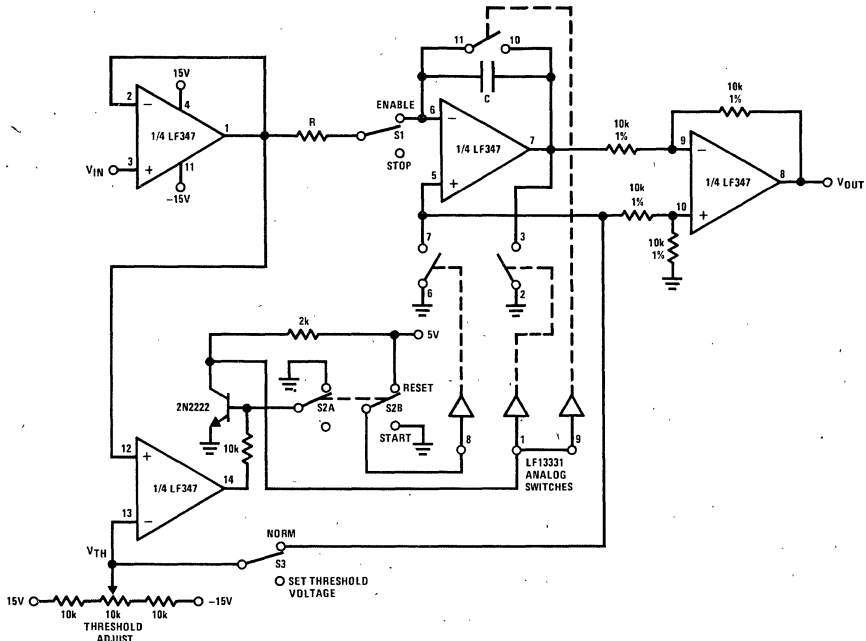 11
10
C
2
15V
4
1/4 LF347
1
R
ENABLE
6
S1
STOP
1/4 LF347
7
5
10k
1%
10k
1%
9
1/4 LF347
8
VOUT
VIN
3
11
-15V
10k
1%
10
10k
1%
7
6
3
2
2k
5V
RESET
2N2222
S2A
S2B
START
8
1
9
LF13331
ANALOG
SWITCHES
10k
12
1/4 LF347
14
13
VTH
NORM
S3
SET THRESHOLD
VOLTAGE
15V
10k
10k
10k
-15V
THRESHOLD
ADJUST